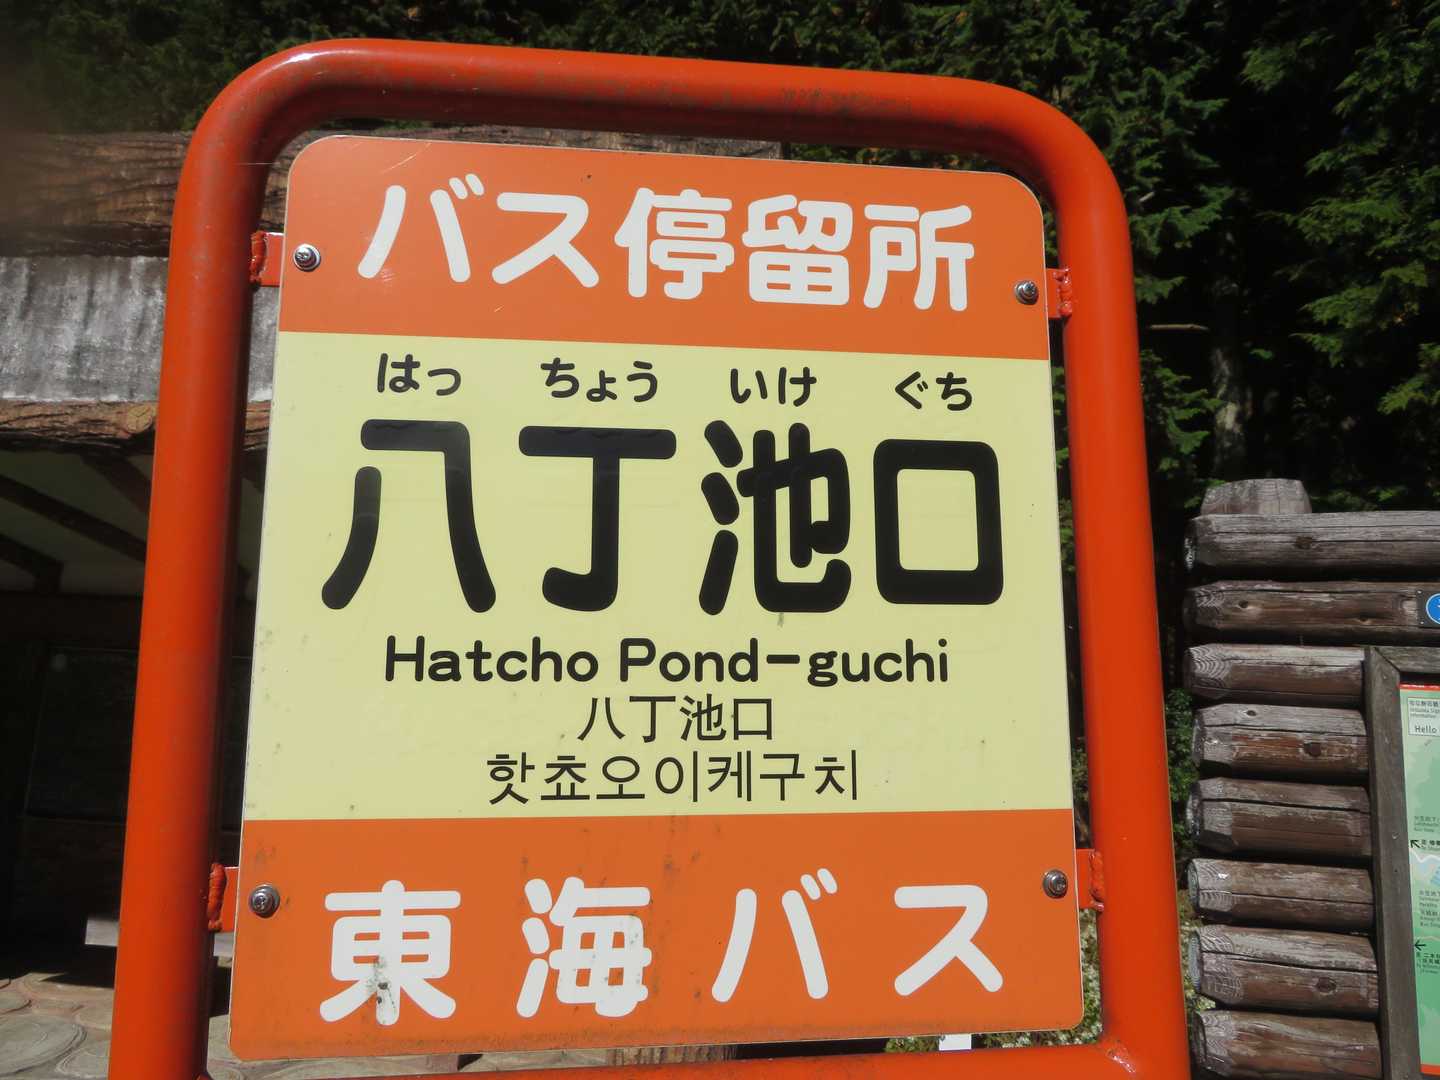 バス停留所
はっ ちょう いけ ぐち
八丁池口
Hatcho Pond-guchi
八丁池口
핫쵸오이케구치
東海バス
Hello